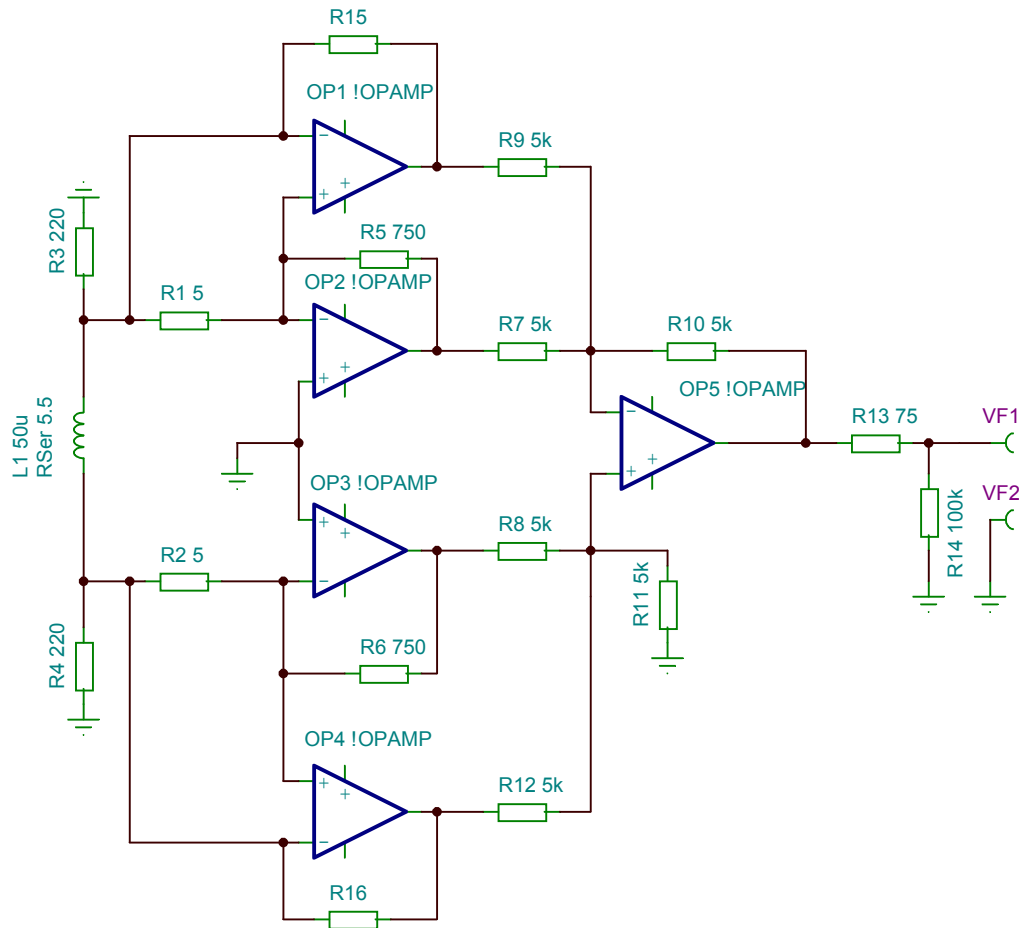 R15
OP1 !OPAMP
R9 5k
R3 220
R5 750
R1 5
OP2 !OPAMP
R7 5k
R10 5k
OP5 !OPAMP
L1 50u
RSer 5.5
R13 75
VF1
OP3 !OPAMP
VF2
R2 5
R8 5k
R14 100k
R11 5k
R4 220
R6 750
OP4 !OPAMP
R12 5k
R16